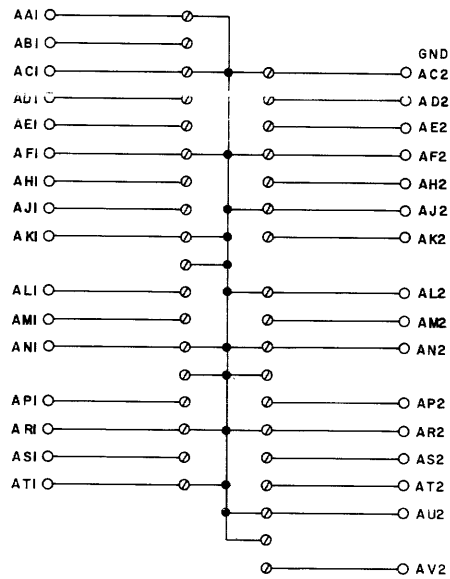 AA1
AB1
GND
AC1 AC2
AD1 AD2
AE1 AE2
AF1 AF2
AH1 AH2
AJ1 AJ2
AK1 AK2
AL1 AL2
AM1 AM2
AN1 AN2
AP1 AP2
AR1 AR2
AS1 AS2
AT1 AT2
AU2
AV2